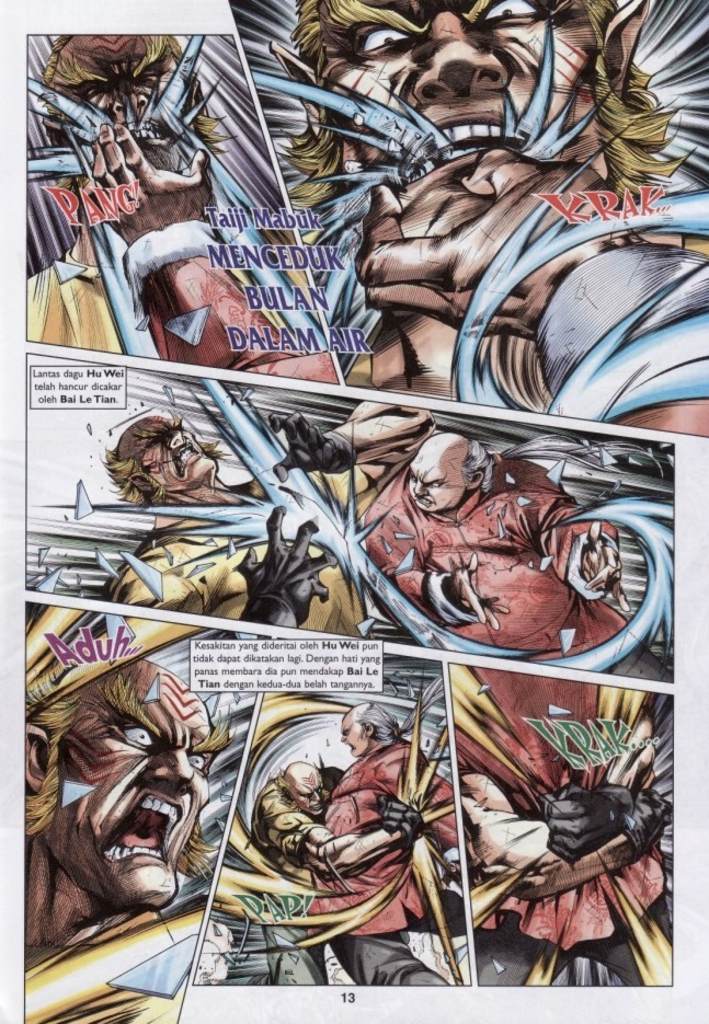 PANG!
Taiji Mabuk
MENCEDUK
BULAN
DALAM AIR
KRAK...
Lantas dagu Hu Wei
telah hancur dicakar
oleh Bai Le Tian.
Aduh...
Kesakitan yang dideritai oleh Hu Wei pun
tidak dapat dikatakan lagi. Dengan hati yang
panas membara dia pun mendakap Bai Le
Tian dengan kedua-dua belah tangannya.
PAP!
KRAK....
13